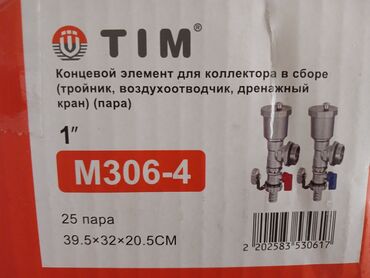 TIM®
Концевой элемент для коллектора в сборе
(тройник, воздухоотводчик, дренажный
кран) (пара)
1"
M306-4
25 пара
39.5×32×20.5CM
2 202583 530617